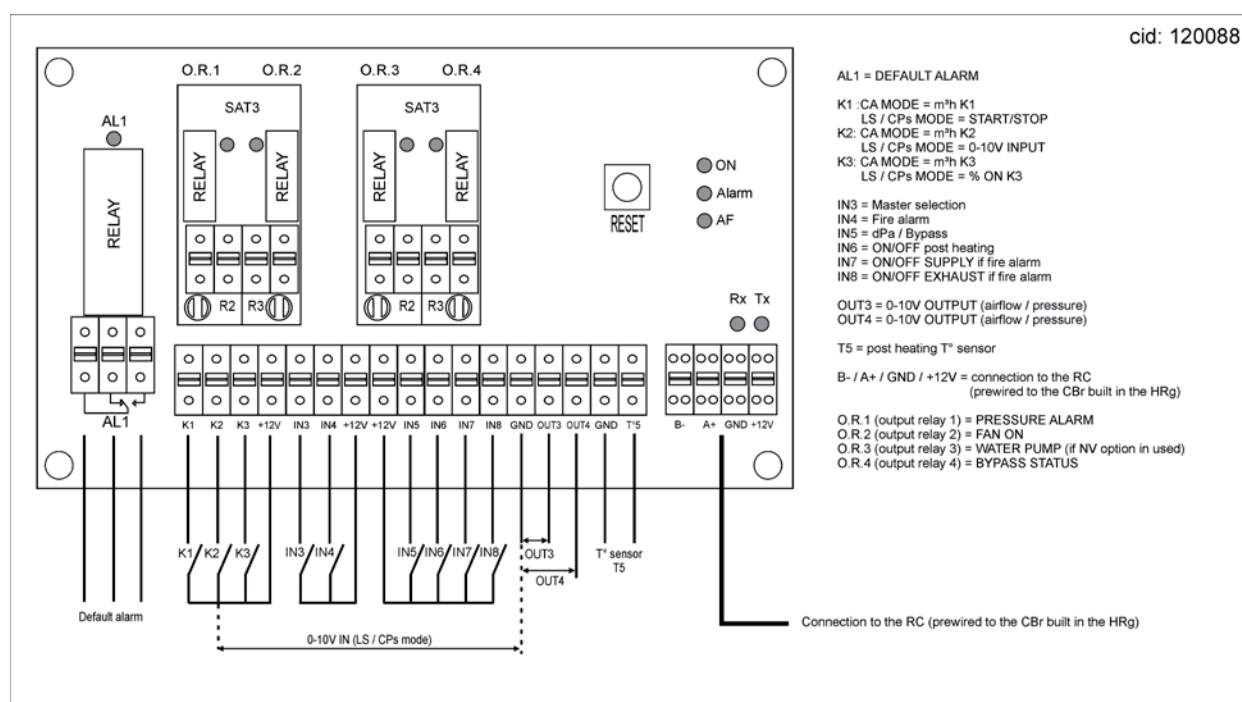 cid: 120088
O.R.1 O.R.2 O.R.3 O.R.4
SAT3 SAT3
AL1
RELAY RELAY RELAY RELAY RELAY
RESET
ON
Alarm
AF
R2 R3 R2 R3
Rx Tx
AL1
K1 K2 K3 +12V IN3 IN4 +12V +12V IN5 IN6 IN7 IN8 GND OUT3 OUT4 GND T°5 B- A+ GND +12V
K1 K2 K3 IN3 IN4 IN5 IN6 IN7 IN8
OUT3
OUT4
T° sensor
T5
Default alarm
0-10V IN (LS / CPs mode)
Connection to the RC (prewired to the CBr built in the HRg)
AL1 = DEFAULT ALARM
K1 :CA MODE = m³h K1
LS / CPs MODE = START/STOP
K2: CA MODE = m³h K2
LS / CPs MODE = 0-10V INPUT
K3: CA MODE = m³h K3
LS / CPs MODE = % ON K3
IN3 = Master selection
IN4 = Fire alarm
IN5 = dPa / Bypass
IN6 = ON/OFF post heating
IN7 = ON/OFF SUPPLY if fire alarm
IN8 = ON/OFF EXHAUST if fire alarm
OUT3 = 0-10V OUTPUT (airflow / pressure)
OUT4 = 0-10V OUTPUT (airflow / pressure)
T5 = post heating T° sensor
B- / A+ / GND / +12V = connection to the RC
(prewired to the CBr built in the HRg)
O.R.1 (output relay 1) = PRESSURE ALARM
O.R.2 (output relay 2) = FAN ON
O.R.3 (output relay 3) = WATER PUMP (if NV option in used)
O.R.4 (output relay 4) = BYPASS STATUS